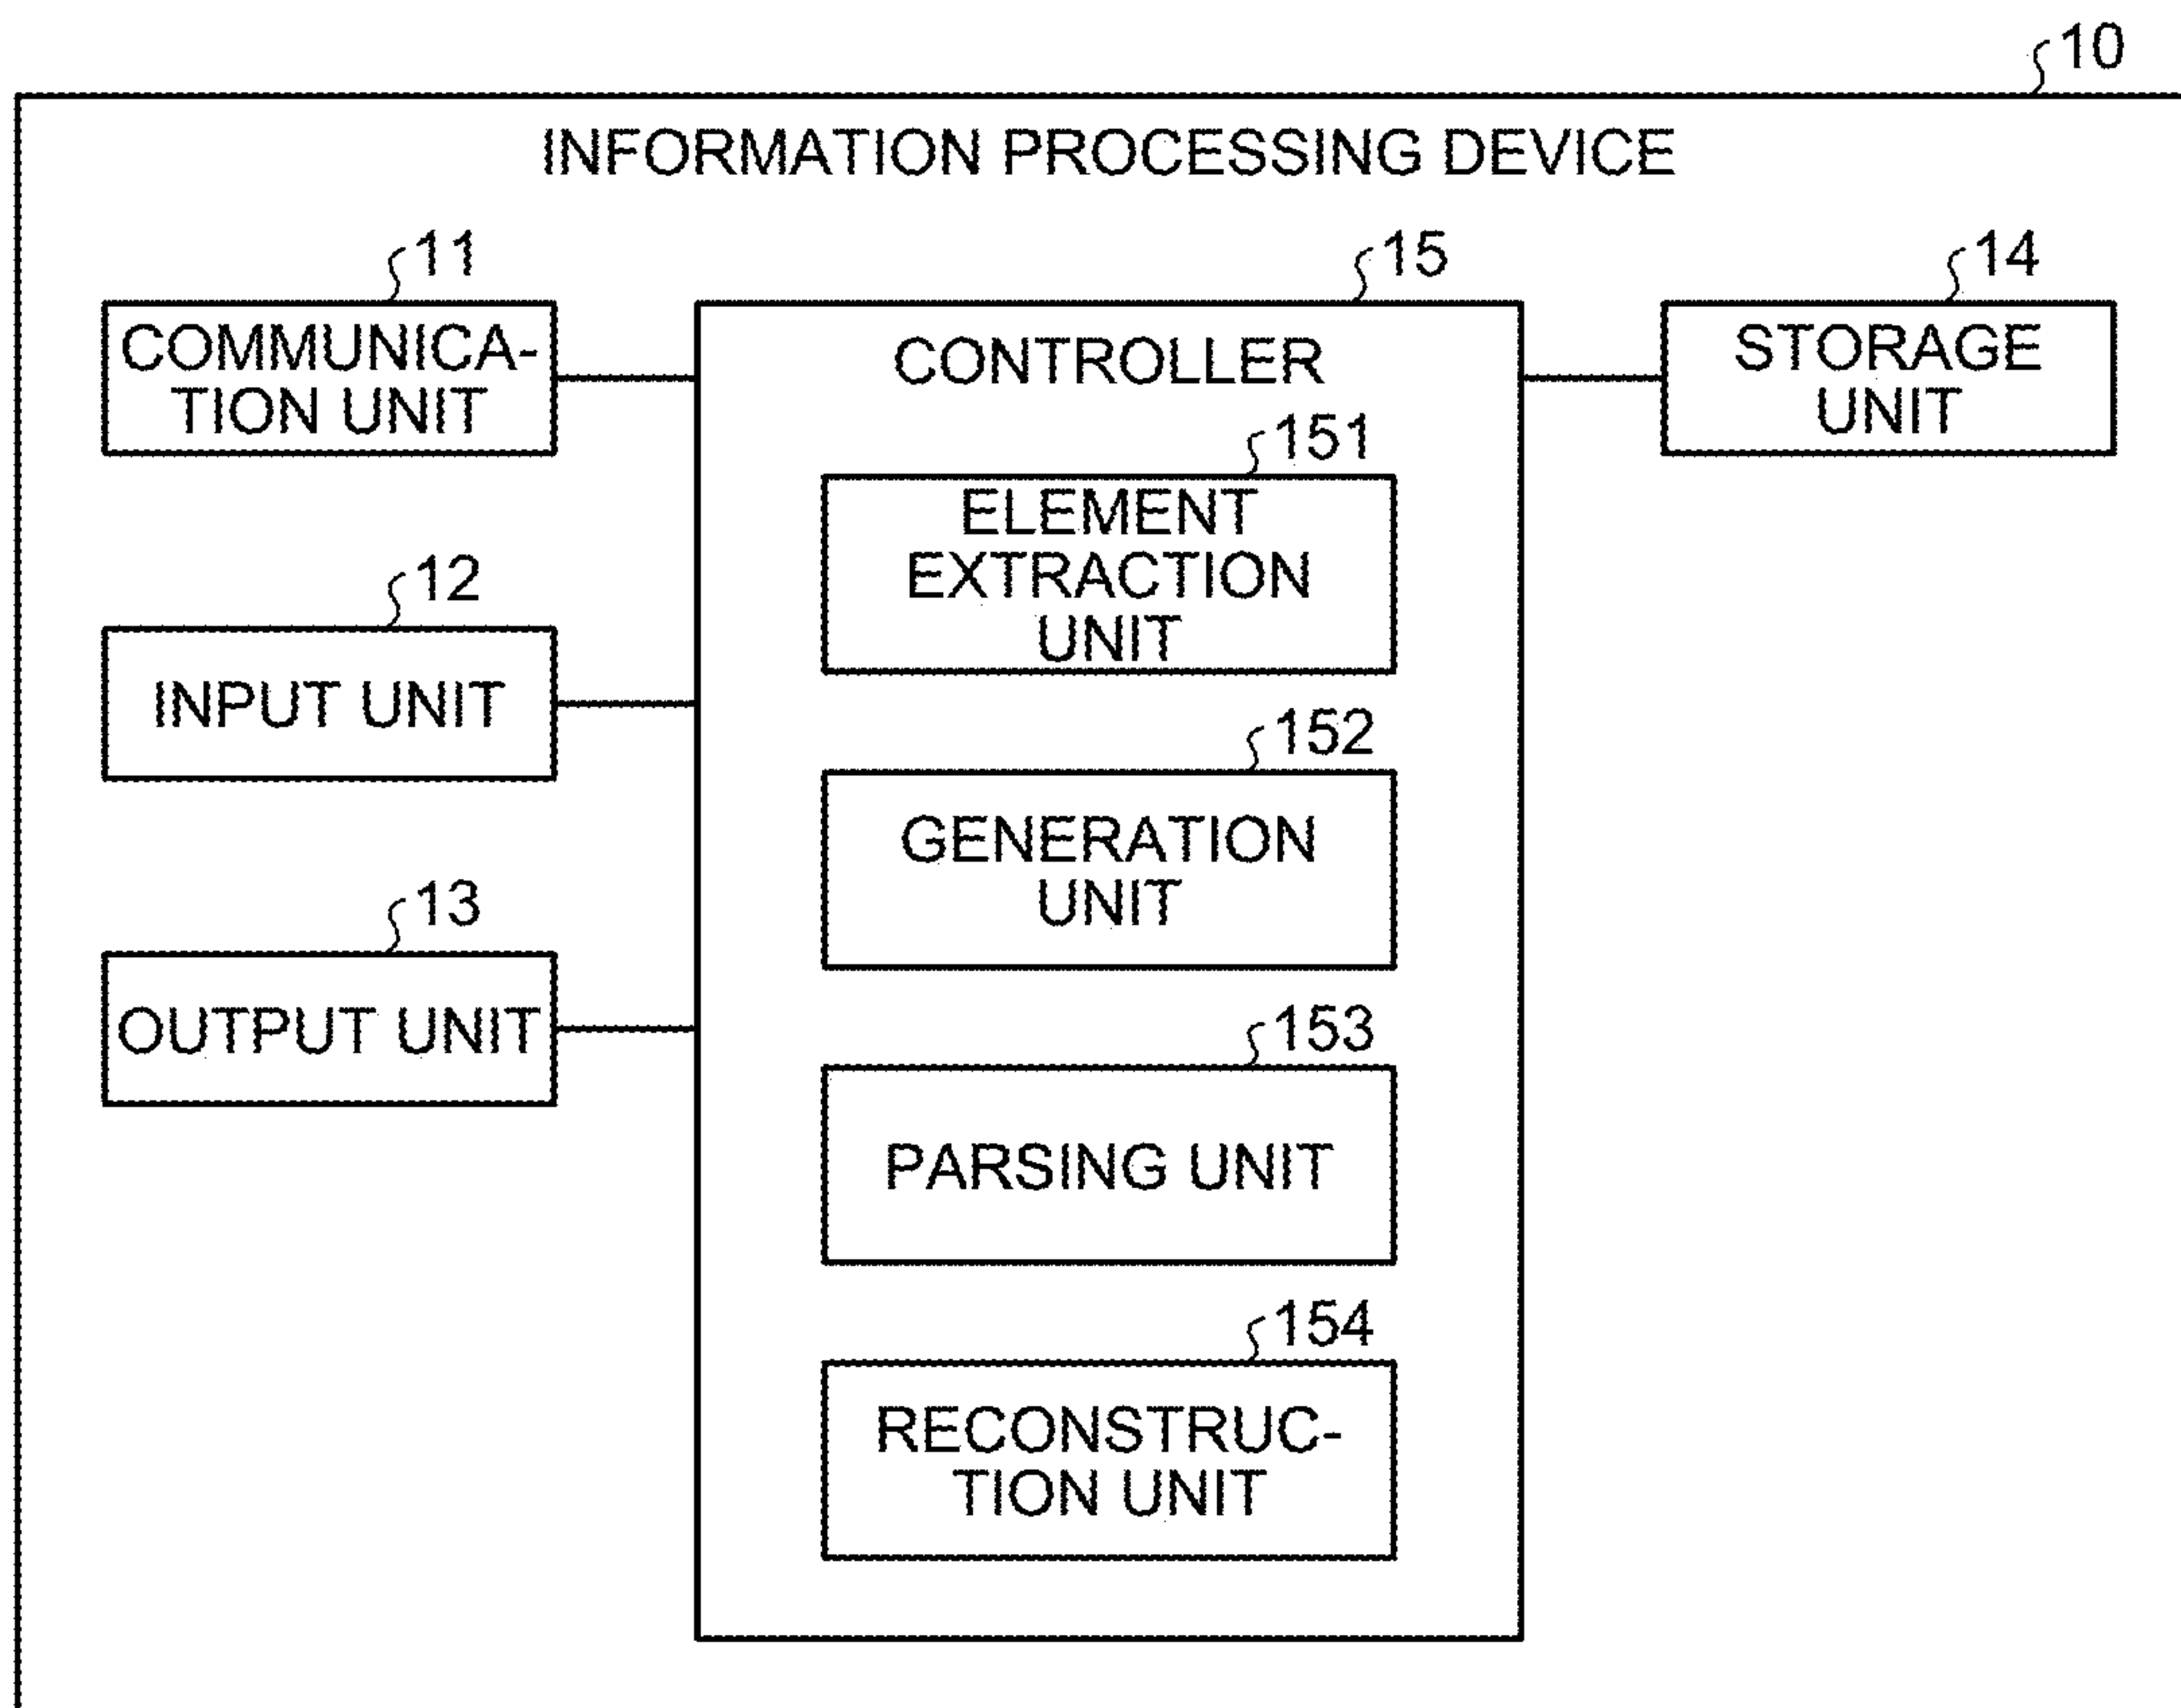 10
INFORMATION PROCESSING DEVICE
11
COMMUNICA-
TION UNIT
12
INPUT UNIT
13
OUTPUT UNIT
15
CONTROLLER
151
ELEMENT
EXTRACTION
UNIT
152
GENERATION
UNIT
153
PARSING UNIT
154
RECONSTRUC-
TION UNIT
14
STORAGE
UNIT